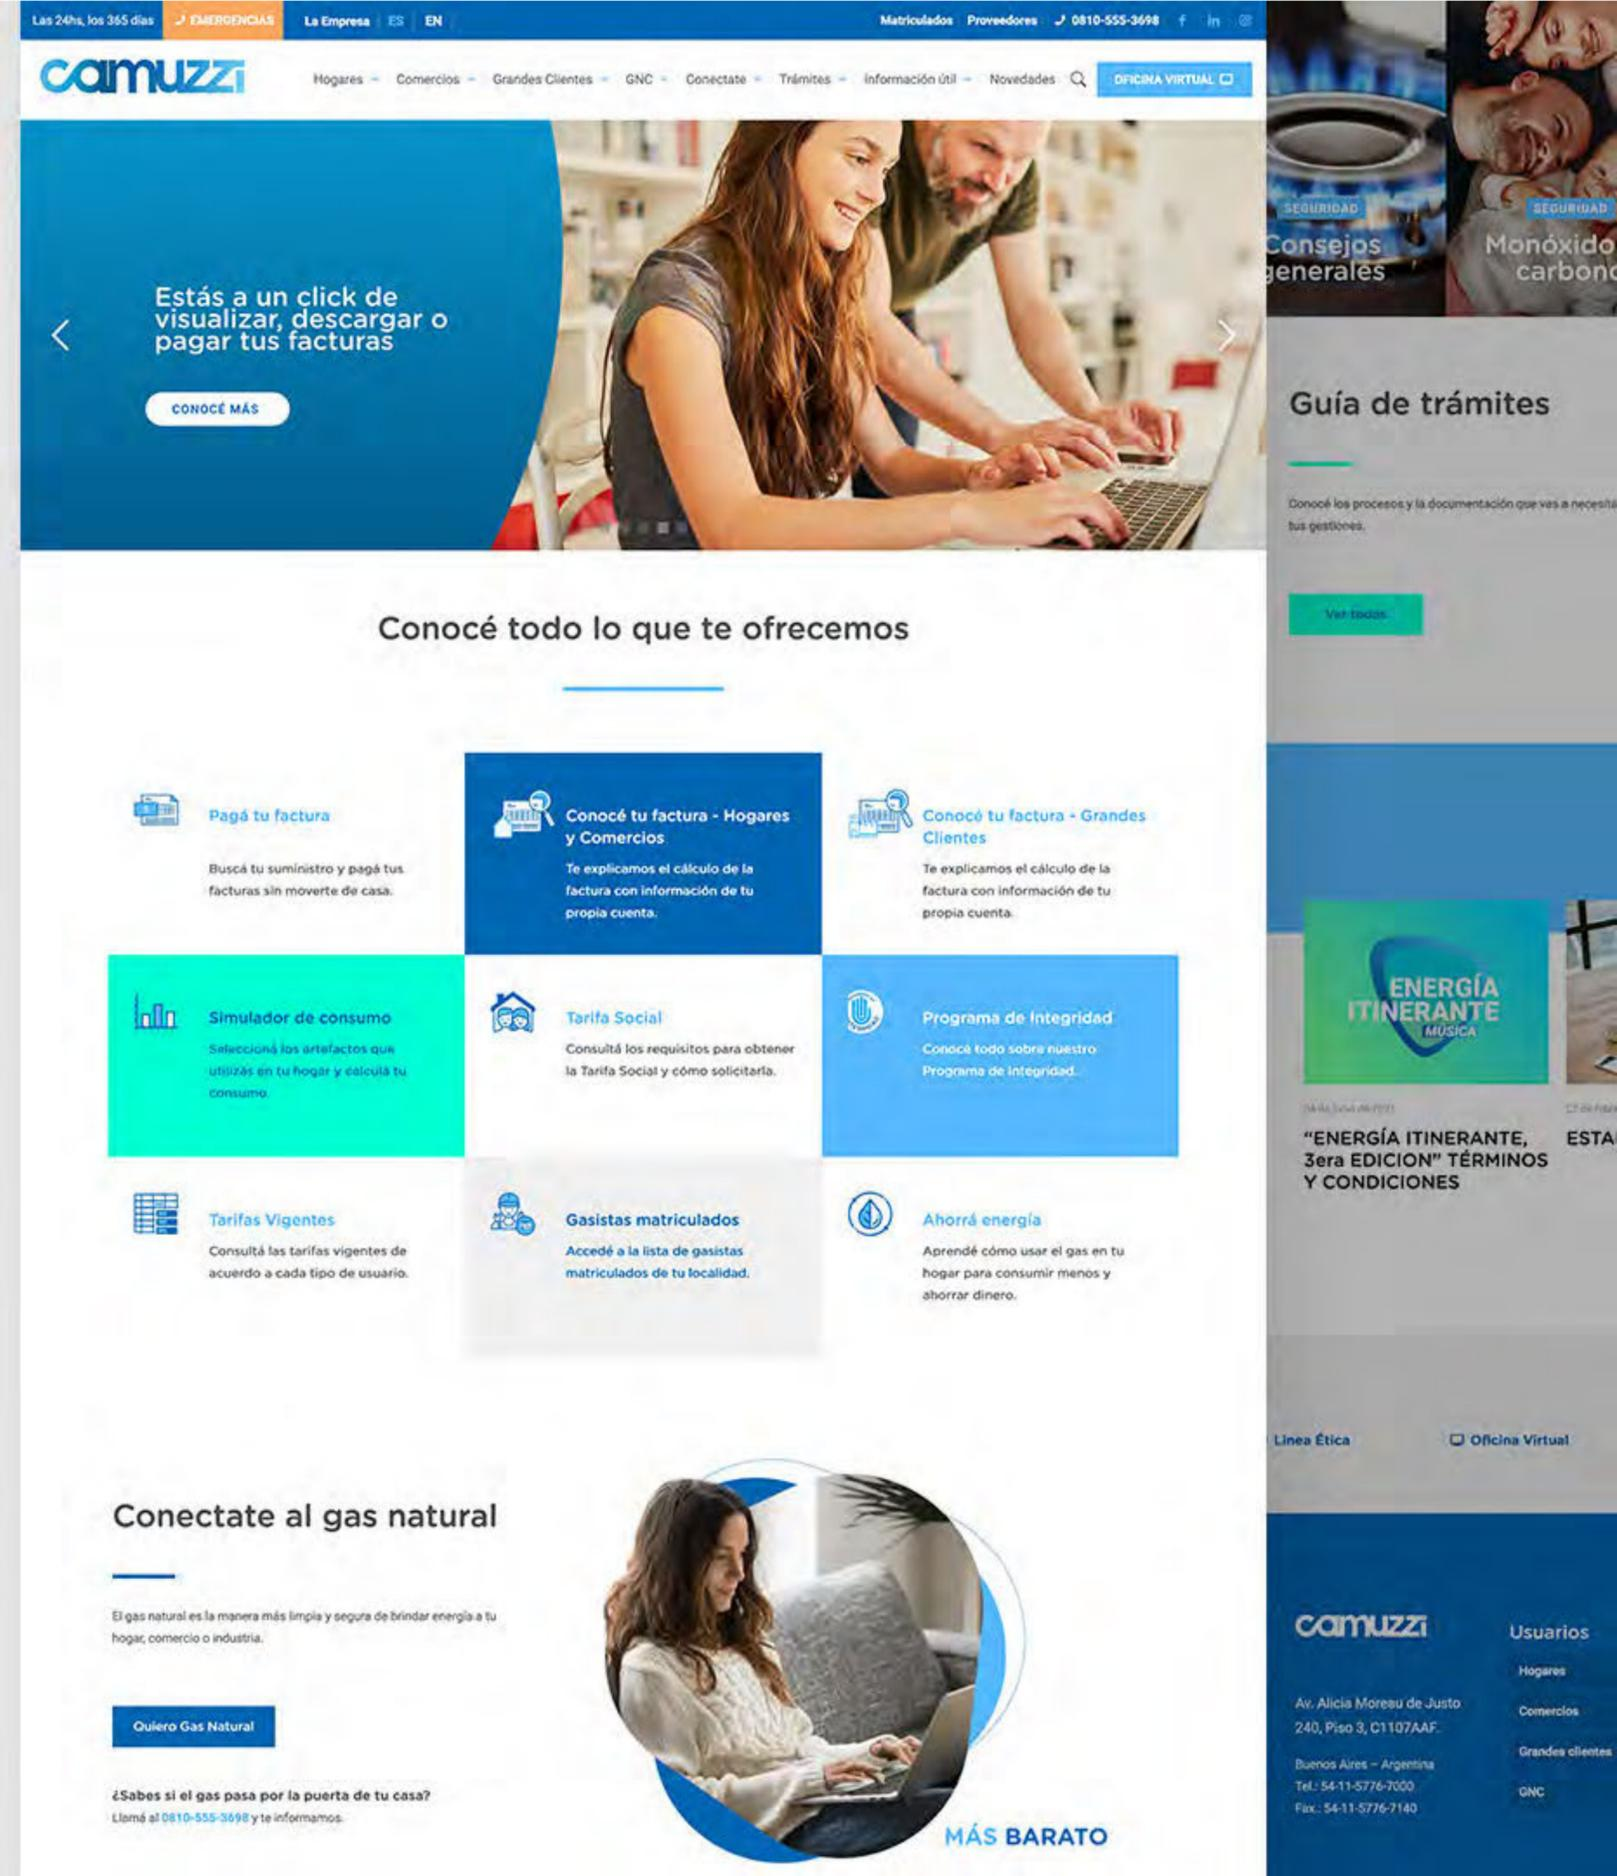 Las 24hs, los 365 días
EMERGENCIAS
La Empresa
ES
EN
Matriculados
Proveedores
0810-555-3698
camuzzi
Hogares
Comercios
Grandes Clientes
GNC
Conectate
Trámites
Información útil
Novedades
OFICINA VIRTUAL
Estás a un click de
visualizar, descargar o
pagar tus facturas
CONOCÉ MÁS
Conocé todo lo que te ofrecemos
Pagá tu factura
Buscá tu suministro y pagá tus
facturas sin moverte de casa.
Conocé tu factura - Hogares
y Comercios
Te explicamos el cálculo de la
factura con información de tu
propia cuenta.
Conocé tu factura - Grandes
Clientes
Te explicamos el cálculo de la
factura con información de tu
propia cuenta.
Simulador de consumo
Seleccioná los artefactos que
utilizás en tu hogar y calculá tu
consumo.
Tarifa Social
Consultá los requisitos para obtener
la Tarifa Social y cómo solicitarla.
Programa de Integridad
Conocé todo sobre nuestro
Programa de Integridad.
Tarifas Vigentes
Consultá las tarifas vigentes de
acuerdo a cada tipo de usuario.
Gasistas matriculados
Accedé a la lista de gasistas
matriculados de tu localidad.
Ahorrá energía
Aprendé cómo usar el gas en tu
hogar para consumir menos y
ahorrar dinero.
Conectate al gas natural
El gas natural es la manera más limpia y segura de brindar energía a tu
hogar, comercio o industria.
Quiero Gas Natural
¿Sabes si el gas pasa por la puerta de tu casa?
Llamá al 0810-555-3698 y te informamos.
MÁS BARATO
SEGURIDAD
Consejos
generales
SEGURIDAD
Monóxido
carbono
Guía de trámites
Conocé los procesos y la documentación que vas a necesita
tus gestiones.
Ver todos
ENERGÍA
ITINERANTE
MÚSICA
"ENERGÍA ITINERANTE,
3era EDICION" TÉRMINOS
Y CONDICIONES
ESTA
Linea Ética
Oficina Virtual
camuzzi
Av. Alicia Moreau de Justo
240, Piso 3, C1107AAF.
Buenos Aires – Argentina
Tel.: 54-11-5776-7000
Fax.: 54-11-5776-7140
Usuarios
Hogares
Comercios
Grandes clientes
GNC